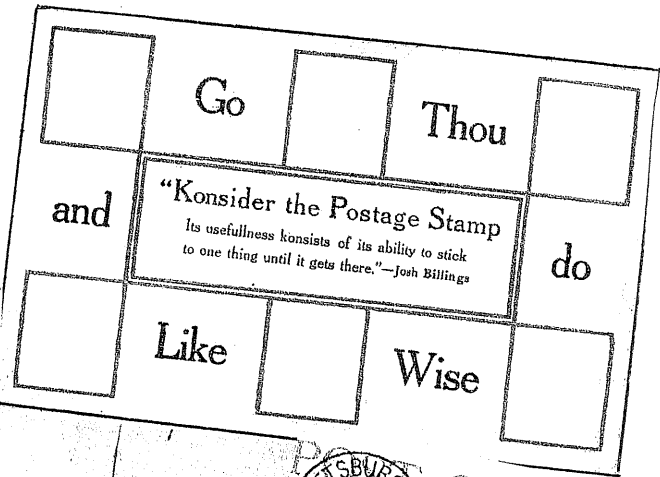 Go Thou
and do
"Konsider the Postage Stamp
Its usefullness konsists of its ability to stick
to one thing until it gets there."—Josh Billings
Like Wise